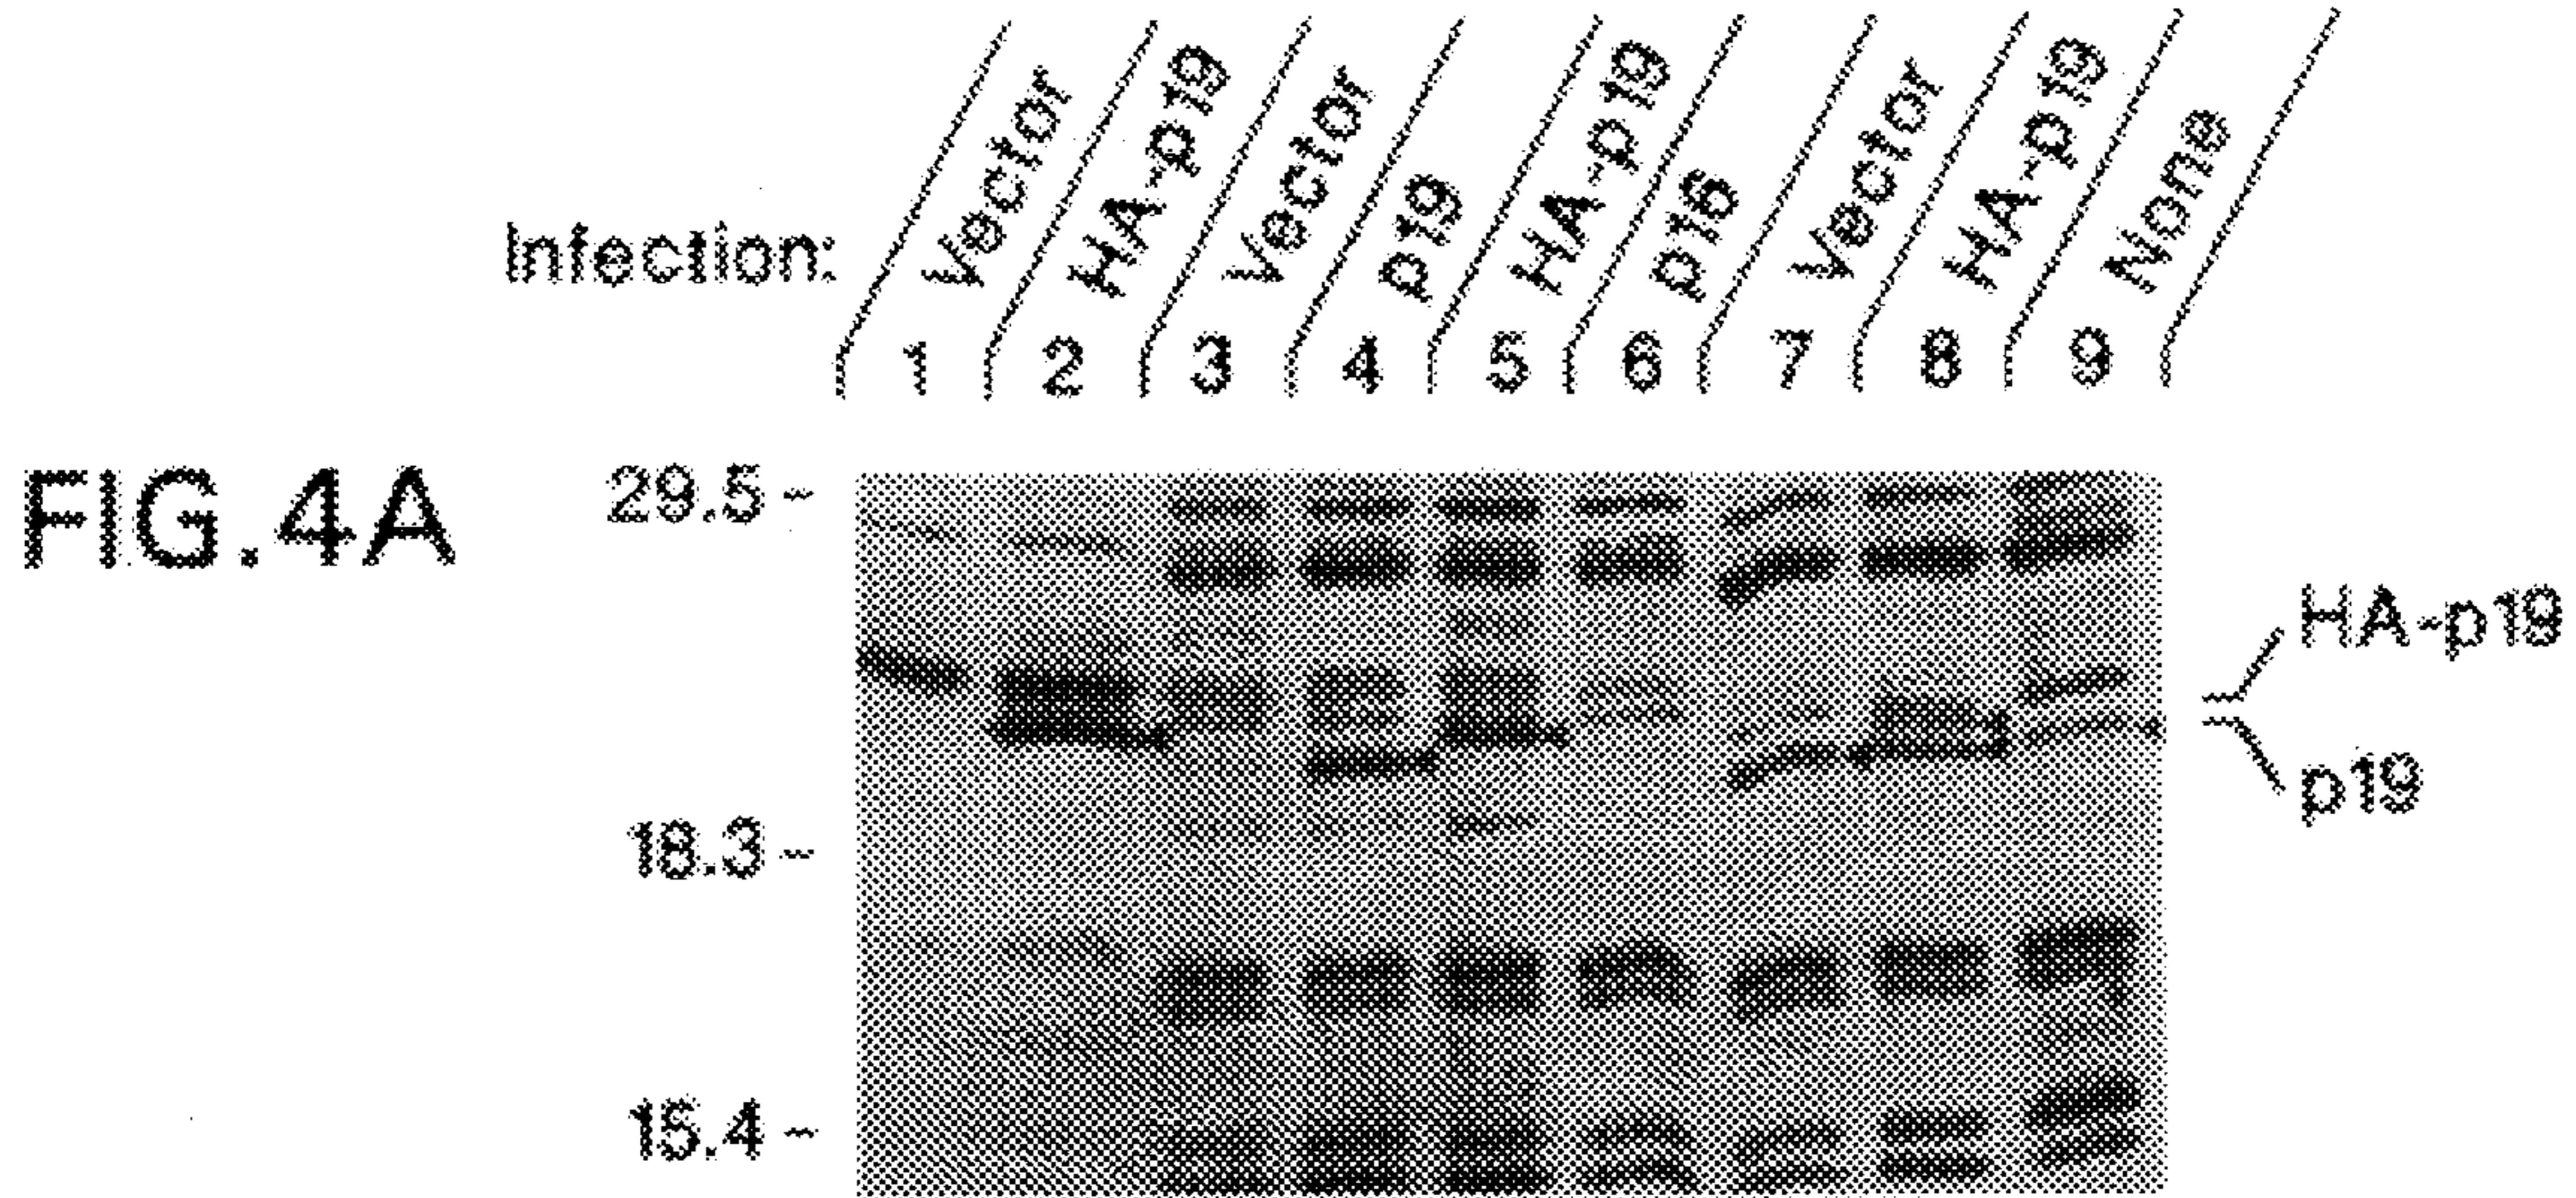 Infection: Vector HA-p19 Vector p19 HA-p19 p16 Vector HA-p19 None
1 2 3 4 5 6 7 8 9
FIG.4A
29.5 -
HA-p19
p19
18.3 -
15.4 -